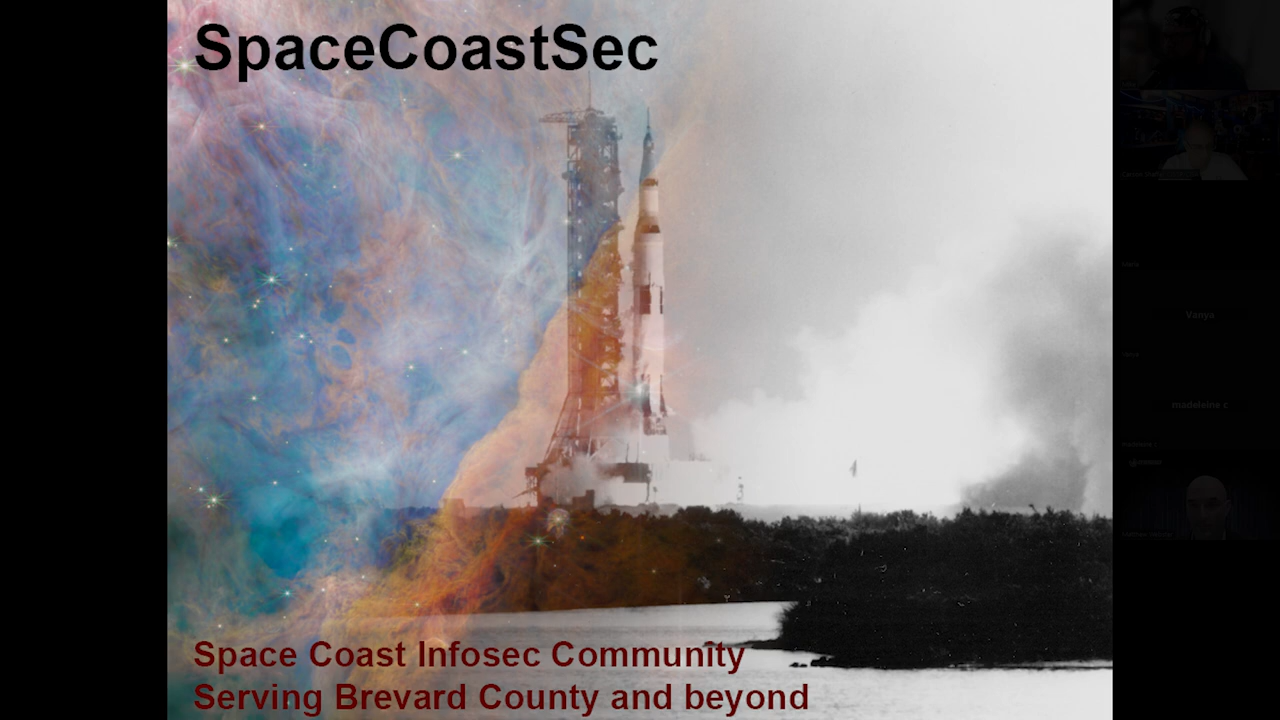 SpaceCoastSec
Space Coast Infosec Community
Serving Brevard County and beyond
Vanya
madeleine c